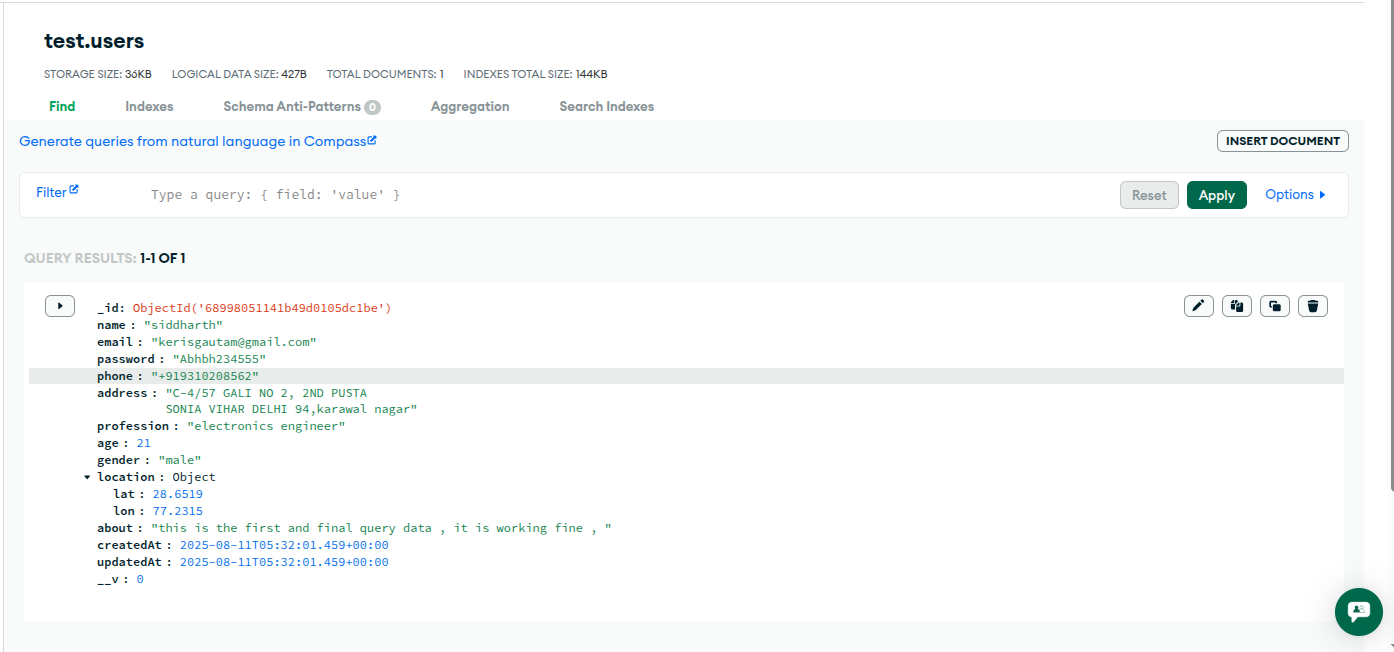 test.users
STORAGE SIZE: 36KB LOGICAL DATA SIZE: 427B TOTAL DOCUMENTS: 1 INDEXES TOTAL SIZE: 144KB
Find Indexes Schema Anti-Patterns 0 Aggregation Search Indexes
Generate queries from natural language in Compass
INSERT DOCUMENT
Filter Type a query: { field: 'value' } Reset Apply Options
QUERY RESULTS: 1-1 OF 1
_id: ObjectId('68998051141b49d0105dc1be')
name : "siddharth"
email : "kerisgautam@gmail.com"
password : "Abhbh234555"
phone : "+919310208562"
address : "C-4/57 GALI NO 2, 2ND PUSTA
SONIA VIHAR DELHI 94,karawal nagar"
profession : "electronics engineer"
age : 21
gender : "male"
location : Object
lat : 28.6519
lon : 77.2315
about : "this is the first and final query data , it is working fine , "
createdAt : 2025-08-11T05:32:01.459+00:00
updatedAt : 2025-08-11T05:32:01.459+00:00
__v : 0